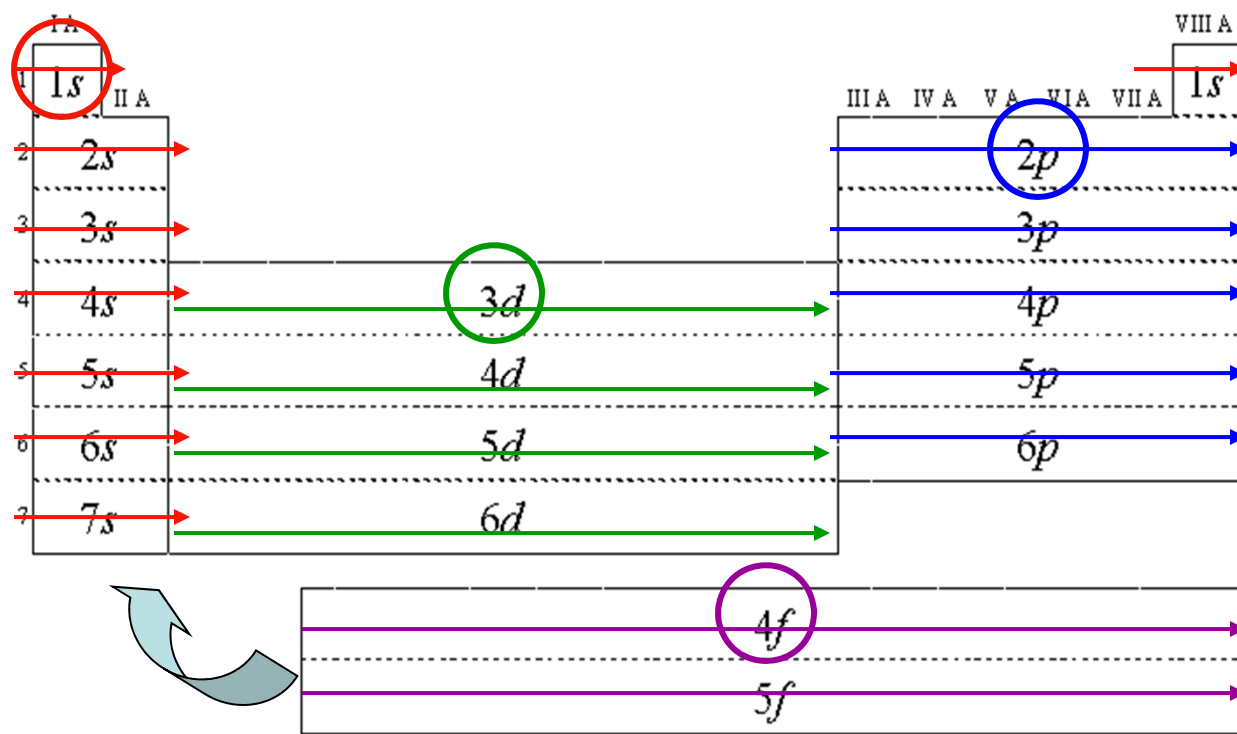 I A VIII A
1 1s 1s
II A III A IV A V A VI A VII A
2 2s 2p
3 3s 3p
4 4s 3d 4p
5 5s 4d 5p
6 6s 5d 6p
7 7s 6d
4f
5f